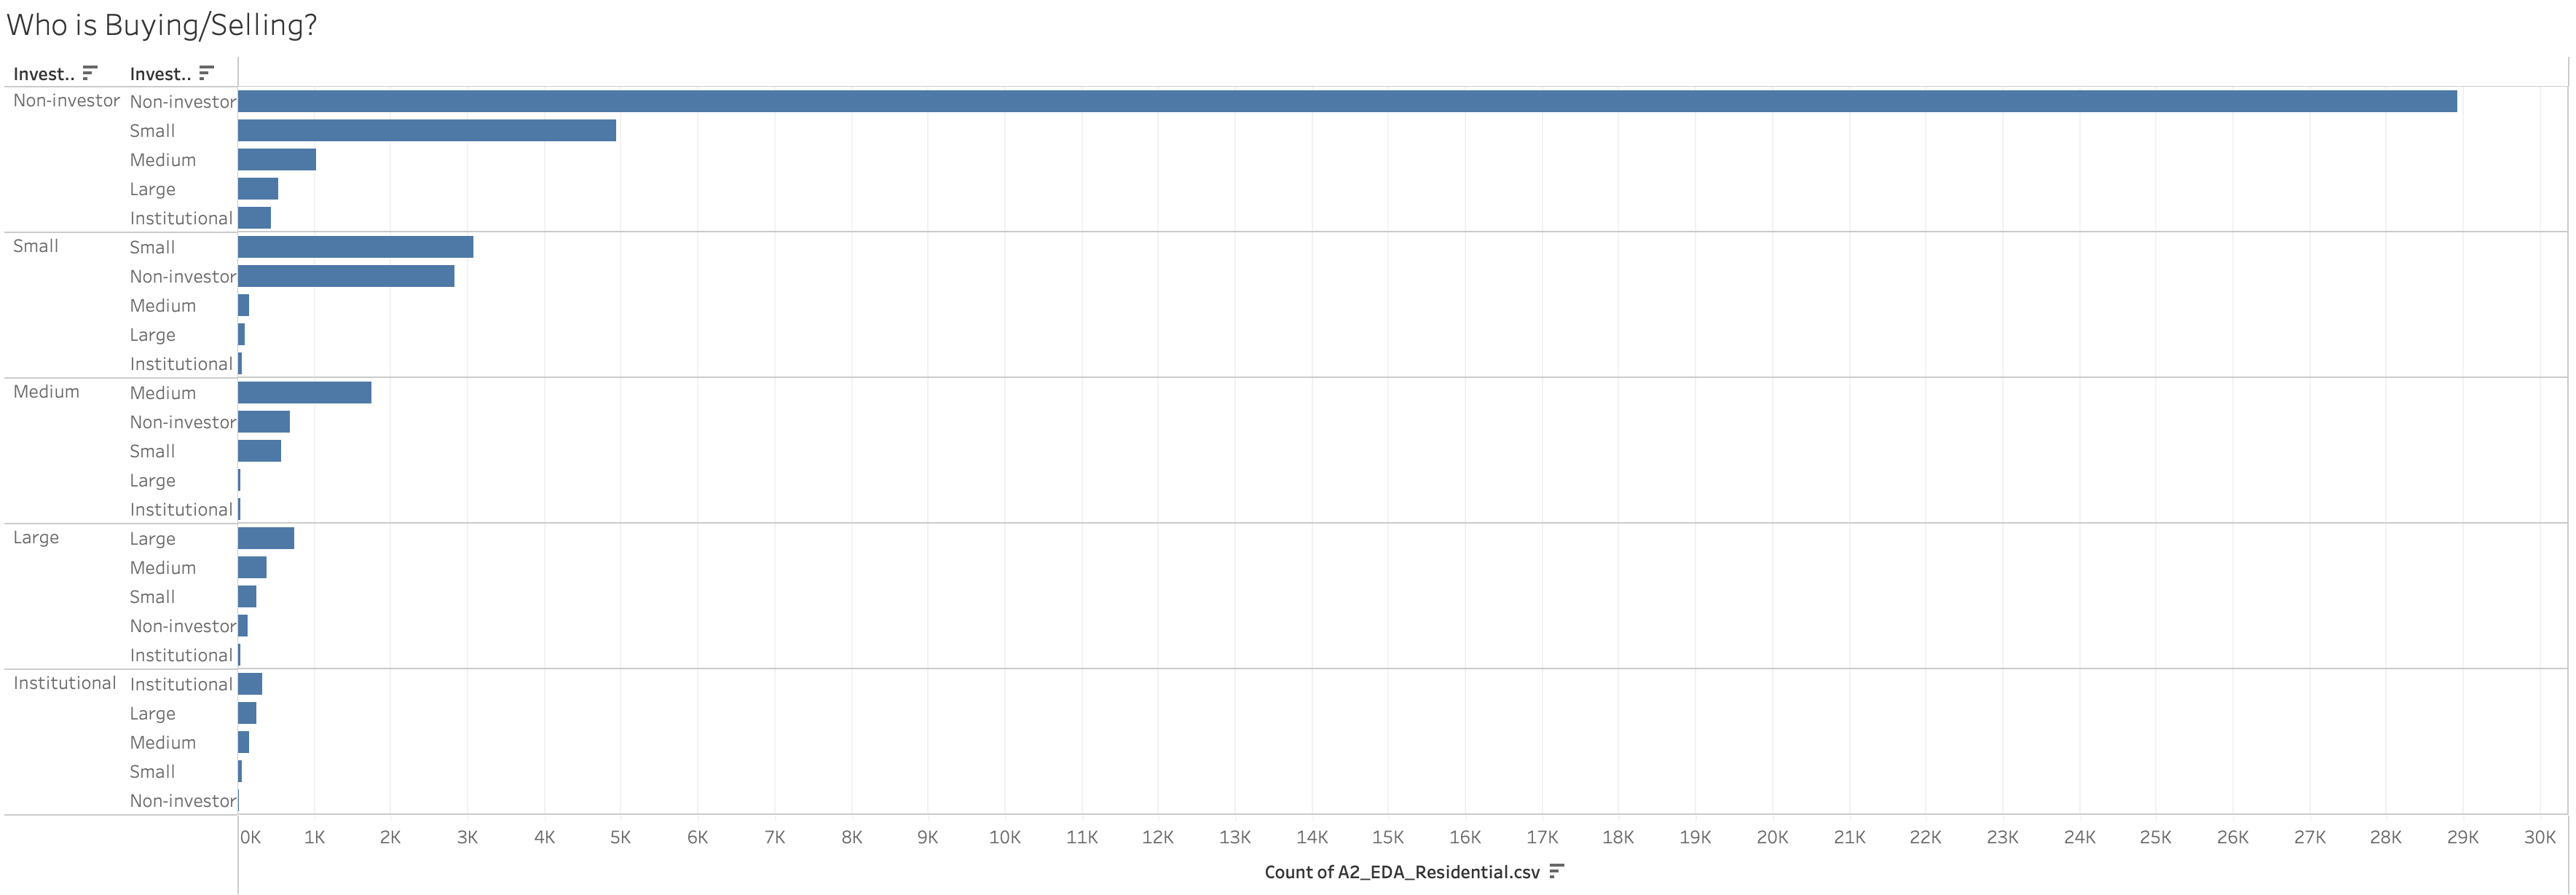 Who is Buying/Selling?
Invest.. Invest..
Non-investor Non-investor
Small
Medium
Large
Institutional
Small Small
Non-investor
Medium
Large
Institutional
Medium Medium
Non-investor
Small
Large
Institutional
Large Large
Medium
Small
Non-investor
Institutional
Institutional Institutional
Large
Medium
Small
Non-investor
0K 1K 2K 3K 4K 5K 6K 7K 8K 9K 10K 11K 12K 13K 14K 15K 16K 17K 18K 19K 20K 21K 22K 23K 24K 25K 26K 27K 28K 29K 30K
Count of A2_EDA_Residential.csv